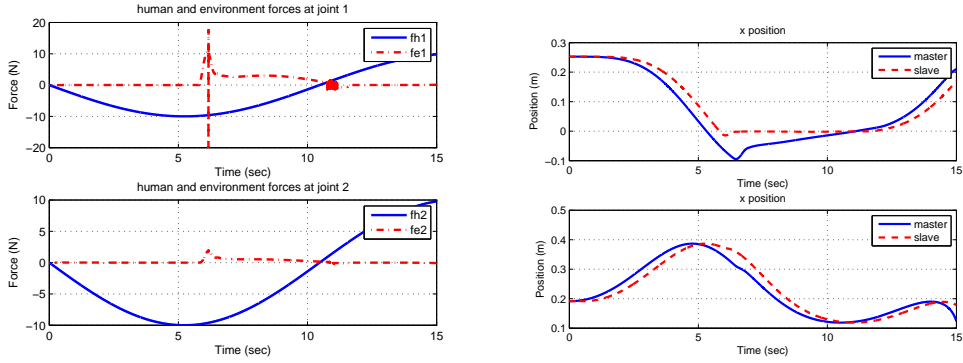 human and environment forces at joint 1
20
10
0
−10
−20
Force (N)
fh1
fe1
0
5
10
15
Time (sec)
human and environment forces at joint 2
10
5
0
−5
−10
Force (N)
fh2
fe2
0
5
10
15
Time (sec)
x position
0.3
0.2
0.1
0
−0.1
Position (m)
master
slave
0
5
10
15
Time (sec)
x position
0.5
0.4
0.3
0.2
0.1
Position (m)
master
slave
0
5
10
15
Time (sec)